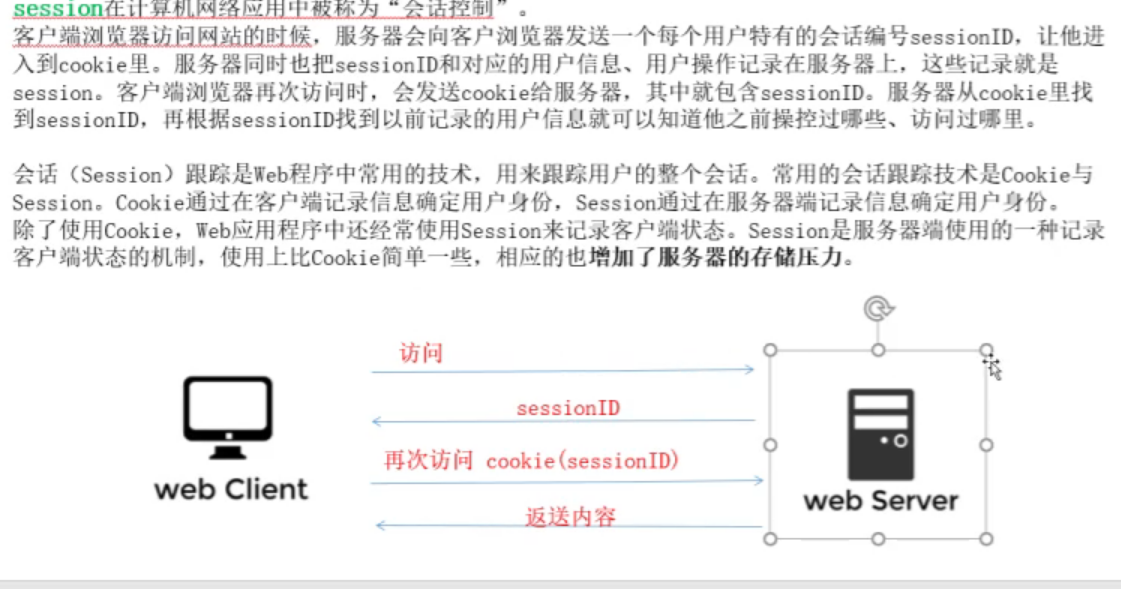 session在计算机网络应用中被称为“会话控制”。
客户端浏览器访问网站的时候，服务器会向客户浏览器发送一个每个用户特有的会话编号sessionID，让他进
入到cookie里。服务器同时也把sessionID和对应的用户信息、用户操作记录在服务器上，这些记录就是
session。客户端浏览器再次访问时，会发送cookie给服务器，其中就包含sessionID。服务器从cookie里找
到sessionID，再根据sessionID找到以前记录的用户信息就可以知道他之前操控过哪些、访问过哪里。
会话（Session）跟踪是Web程序中常用的技术，用来跟踪用户的整个会话。常用的会话跟踪技术是Cookie与
Session。Cookie通过在客户端记录信息确定用户身份，Session通过在服务器端记录信息确定用户身份。
除了使用Cookie，Web应用程序中还经常使用Session来记录客户端状态。Session是服务器端使用的一种记录
客户端状态的机制，使用上比Cookie简单一些，相应的也增加了服务器的存储压力。
访问
sessionID
再次访问 cookie(sessionID)
返送内容
web Client
web Server